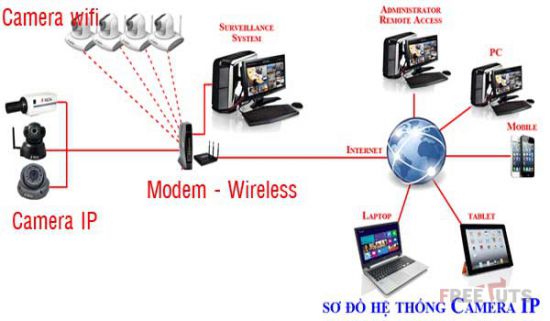 Camera wifi
SURVEILLANCE
SYSTEM
ADMINISTRATOR
REMOTE ACCESS
PC
INTERNET
MOBILE
Modem - Wireless
Camera IP
LAPTOP
TABLET
FREETUTS
SƠ ĐỒ HỆ THỐNG CAMERA IP